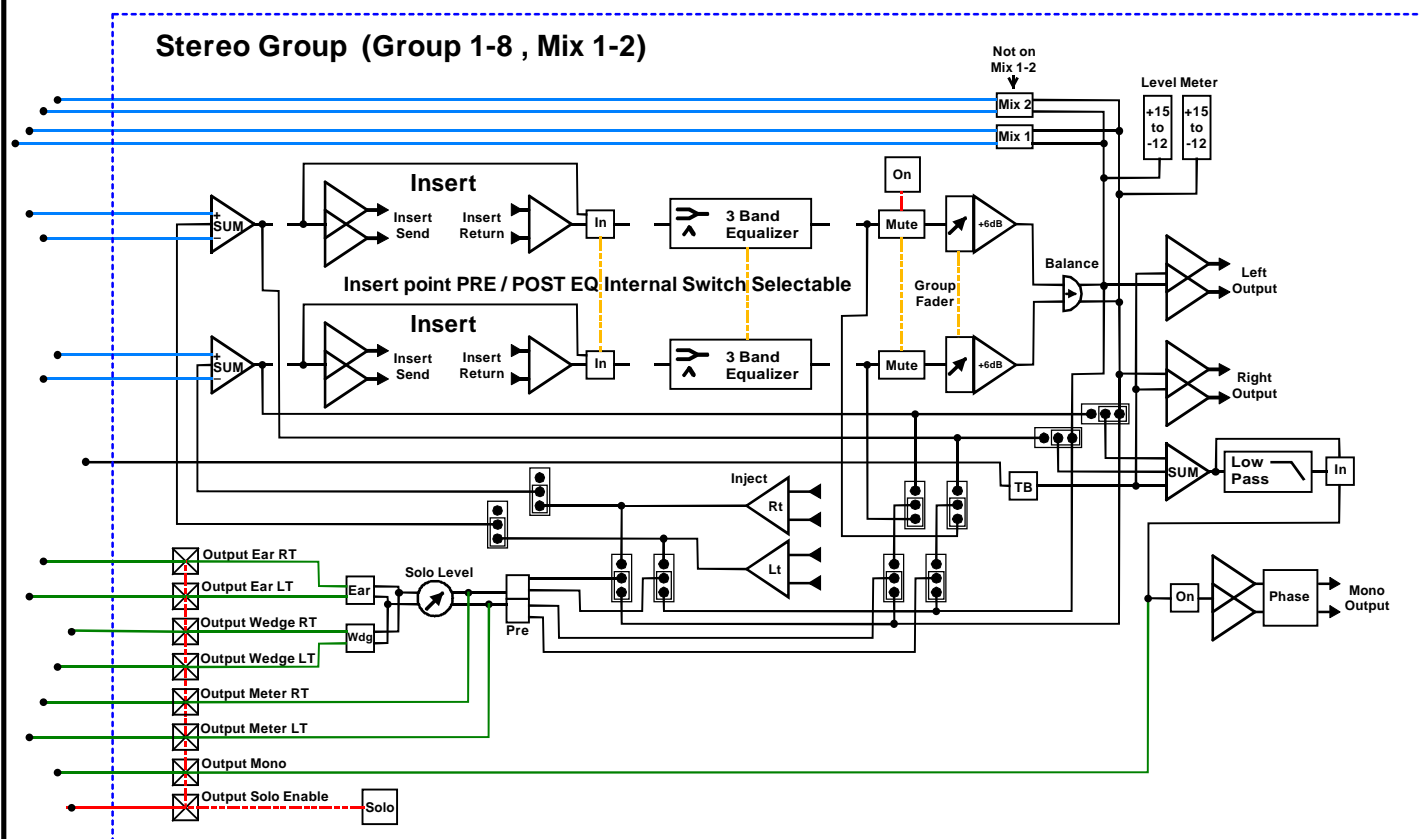 Stereo Group (Group 1-8 , Mix 1-2)
Not on
Mix 1-2
Level Meter
Mix 2
Mix 1
+15
to
-12
+15
to
-12
On
Insert
+
SUM
−
Insert
Send
Insert
Return
In
3 Band
Equalizer
Mute
+6dB
Balance
Left
Output
Insert point PRE / POST EQ Internal Switch Selectable
Group
Fader
Insert
+
SUM
−
Insert
Send
Insert
Return
In
3 Band
Equalizer
Mute
+6dB
Right
Output
SUM
Low
Pass
In
TB
Inject
Rt
Lt
Output Ear RT
Output Ear LT
Ear
Solo Level
Output Wedge RT
Wdg
Pre
Output Wedge LT
Output Meter RT
Output Meter LT
Output Mono
Output Solo Enable
Solo
On
Phase
Mono
Output